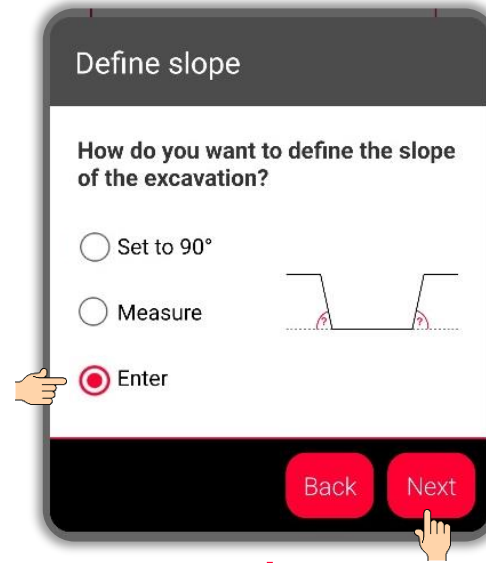 Define slope
How do you want to define the slope
of the excavation?
Set to 90°
Measure
? ?
Enter
Back Next